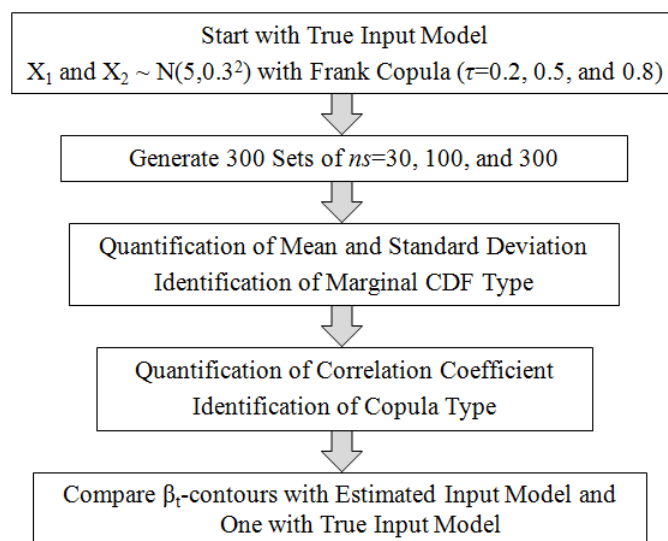 Start with True Input Model
X₁ and X₂ ~ N(5,0.3²) with Frank Copula (τ=0.2, 0.5, and 0.8)
Generate 300 Sets of ns=30, 100, and 300
Quantification of Mean and Standard Deviation
Identification of Marginal CDF Type
Quantification of Correlation Coefficient
Identification of Copula Type
Compare βₜ-contours with Estimated Input Model and
One with True Input Model